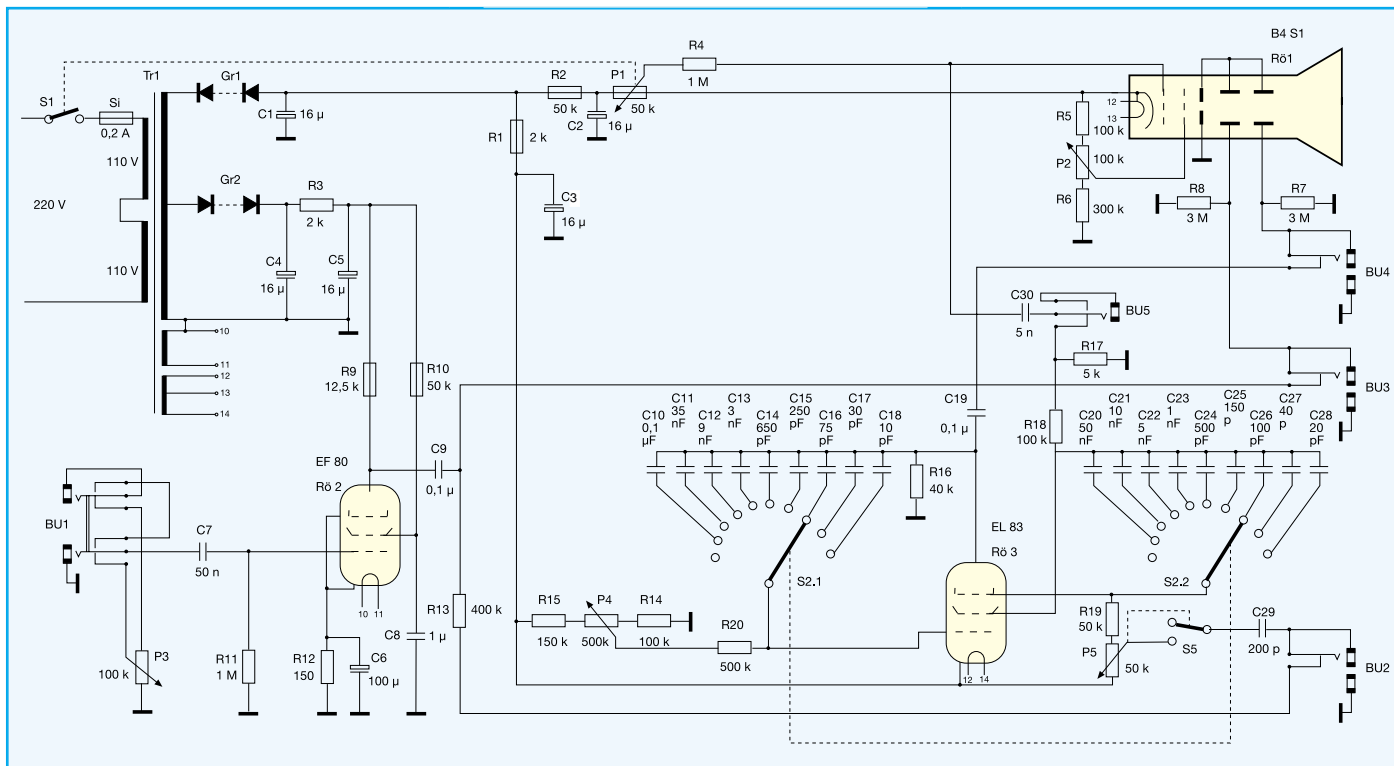 B4 S1
Rö1
S1
Si
0,2 A
Tr1
Gr1
C1
16 µ
R2
50 k
C2
16 µ
P1
50 k
R4
1 M
12
13
R5
100 k
P2
100 k
R6
300 k
R1
2 k
110 V
220 V
110 V
Gr2
R3
2 k
C3
16 µ
C4
16 µ
C5
16 µ
R8
3 M
R7
3 M
BU4
C30
5 n
BU5
10
11
12
13
14
R9
12,5 k
R10
50 k
R17
5 k
BU3
C10
0,1
µF
C11
35
nF
C12
9
nF
C13
3
nF
C14
650
pF
C15
250
pF
C16
75
pF
C17
30
pF
C18
10
pF
C19
0,1 µ
R18
100 k
C20
50
nF
C21
10
nF
C22
5
nF
C23
1
nF
C24
500
pF
C25
150
p
C26
100
pF
C27
40
p
C28
20
pF
EF 80
Rö 2
C9
0,1 µ
R16
40 k
BU1
C7
50 n
EL 83
Rö 3
S2.1
S2.2
10
11
R13
400 k
R15
150 k
P4
500k
R14
100 k
R20
500 k
R19
50 k
P5
50 k
S5
C29
200 p
BU2
P3
100 k
R11
1 M
R12
150
C6
100 µ
C8
1 µ
12
14